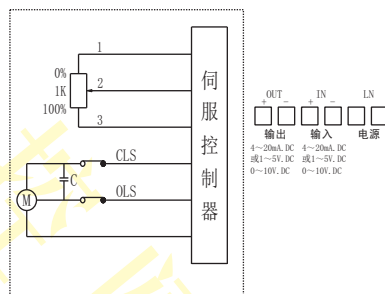 1
0%
1K
100%
2
3
伺服控制器
CLS
C
OLS
M
OUT
IN
LN
+ - + -
输出
输入
电源
4～20mA.DC
或1～5V.DC
0～10V.DC
4～20mA.DC
或1～5V.DC
0～10V.DC